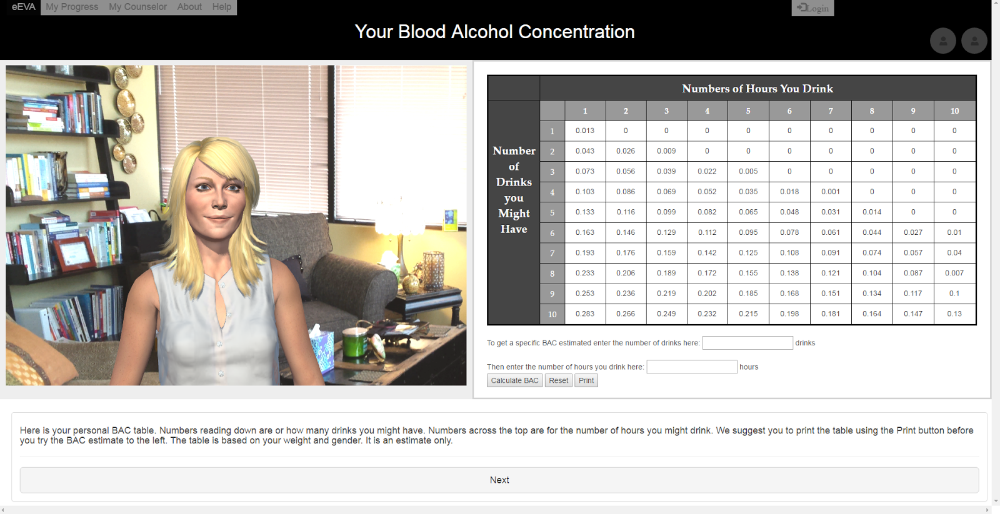 eEVA My Progress My Counselor About Help Login
Your Blood Alcohol Concentration
Numbers of Hours You Drink
1 2 3 4 5 6 7 8 9 10
Number
of
Drinks
you
Might
Have
1 0.013 0 0 0 0 0 0 0 0 0
2 0.043 0.026 0.009 0 0 0 0 0 0 0
3 0.073 0.056 0.039 0.022 0.005 0 0 0 0 0
4 0.103 0.086 0.069 0.052 0.035 0.018 0.001 0 0 0
5 0.133 0.116 0.099 0.082 0.065 0.048 0.031 0.014 0 0
6 0.163 0.146 0.129 0.112 0.095 0.078 0.061 0.044 0.027 0.01
7 0.193 0.176 0.159 0.142 0.125 0.108 0.091 0.074 0.057 0.04
8 0.233 0.206 0.189 0.172 0.155 0.138 0.121 0.104 0.087 0.007
9 0.253 0.236 0.219 0.202 0.185 0.168 0.151 0.134 0.117 0.1
10 0.283 0.266 0.249 0.232 0.215 0.198 0.181 0.164 0.147 0.13
To get a specific BAC estimated enter the number of drinks here: drinks
Then enter the number of hours you drink here: hours
Calculate BAC Reset Print
Here is your personal BAC table. Numbers reading down are or how many drinks you might have. Numbers across the top are for the number of hours you might drink. We suggest you to print the table using the Print button before
you try the BAC estimate to the left. The table is based on your weight and gender. It is an estimate only.
Next